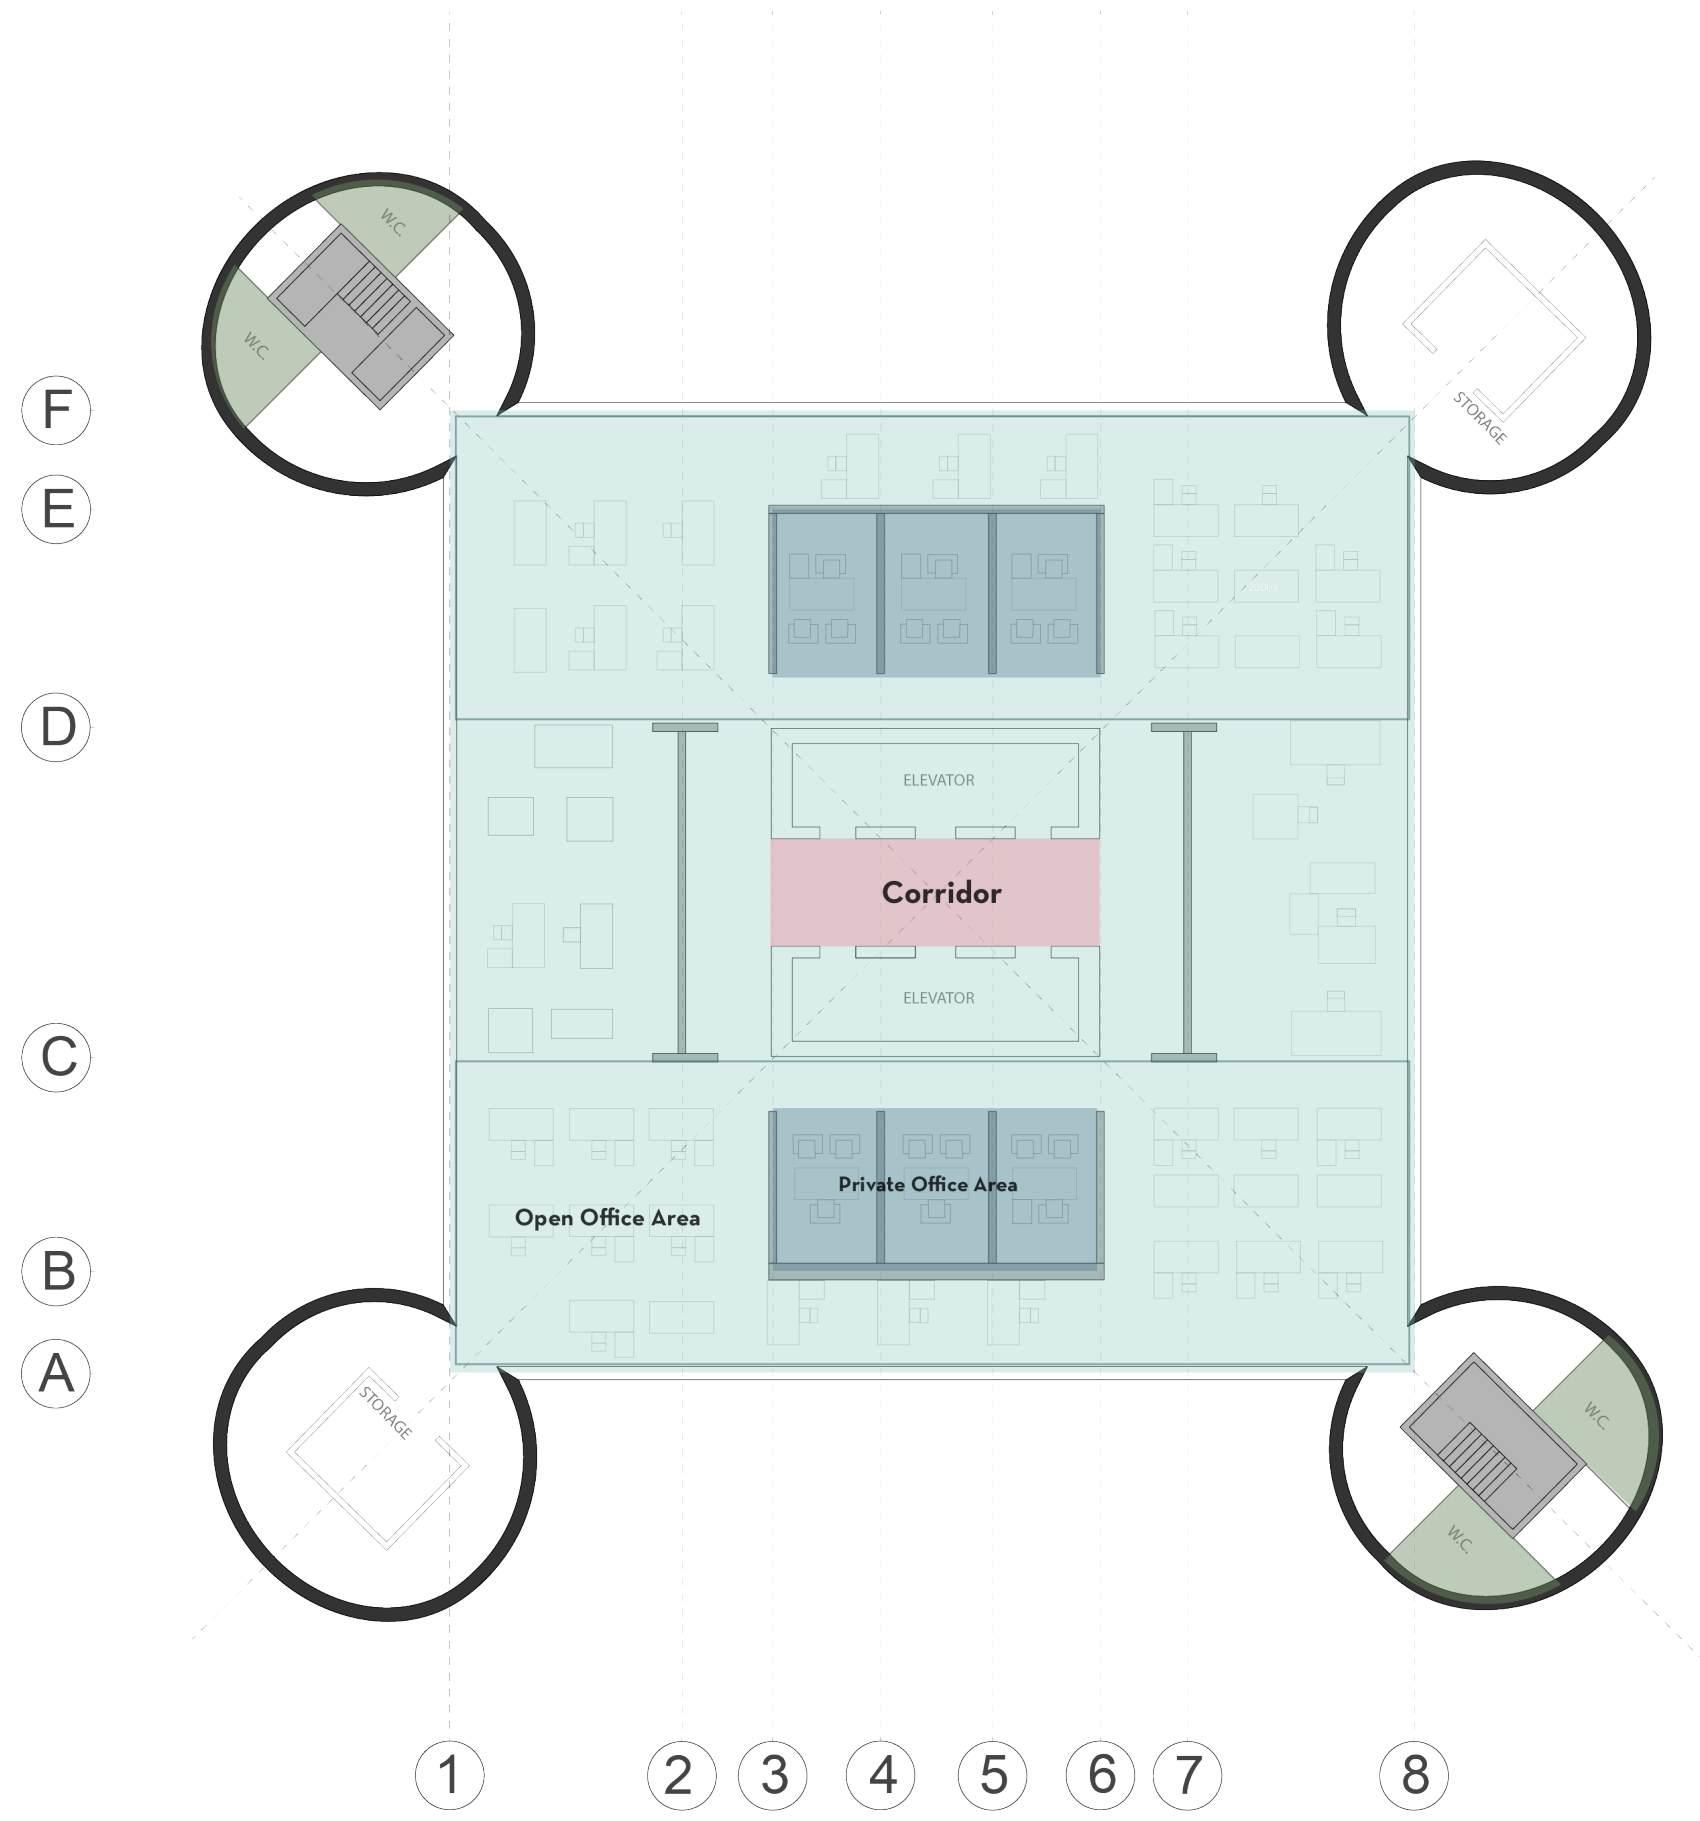 W.C.
W.C.
STORAGE
F
E
D
ELEVATOR
Corridor
ELEVATOR
C
Private Office Area
Open Office Area
B
A
STORAGE
W.C.
W.C.
1 2 3 4 5 6 7 8